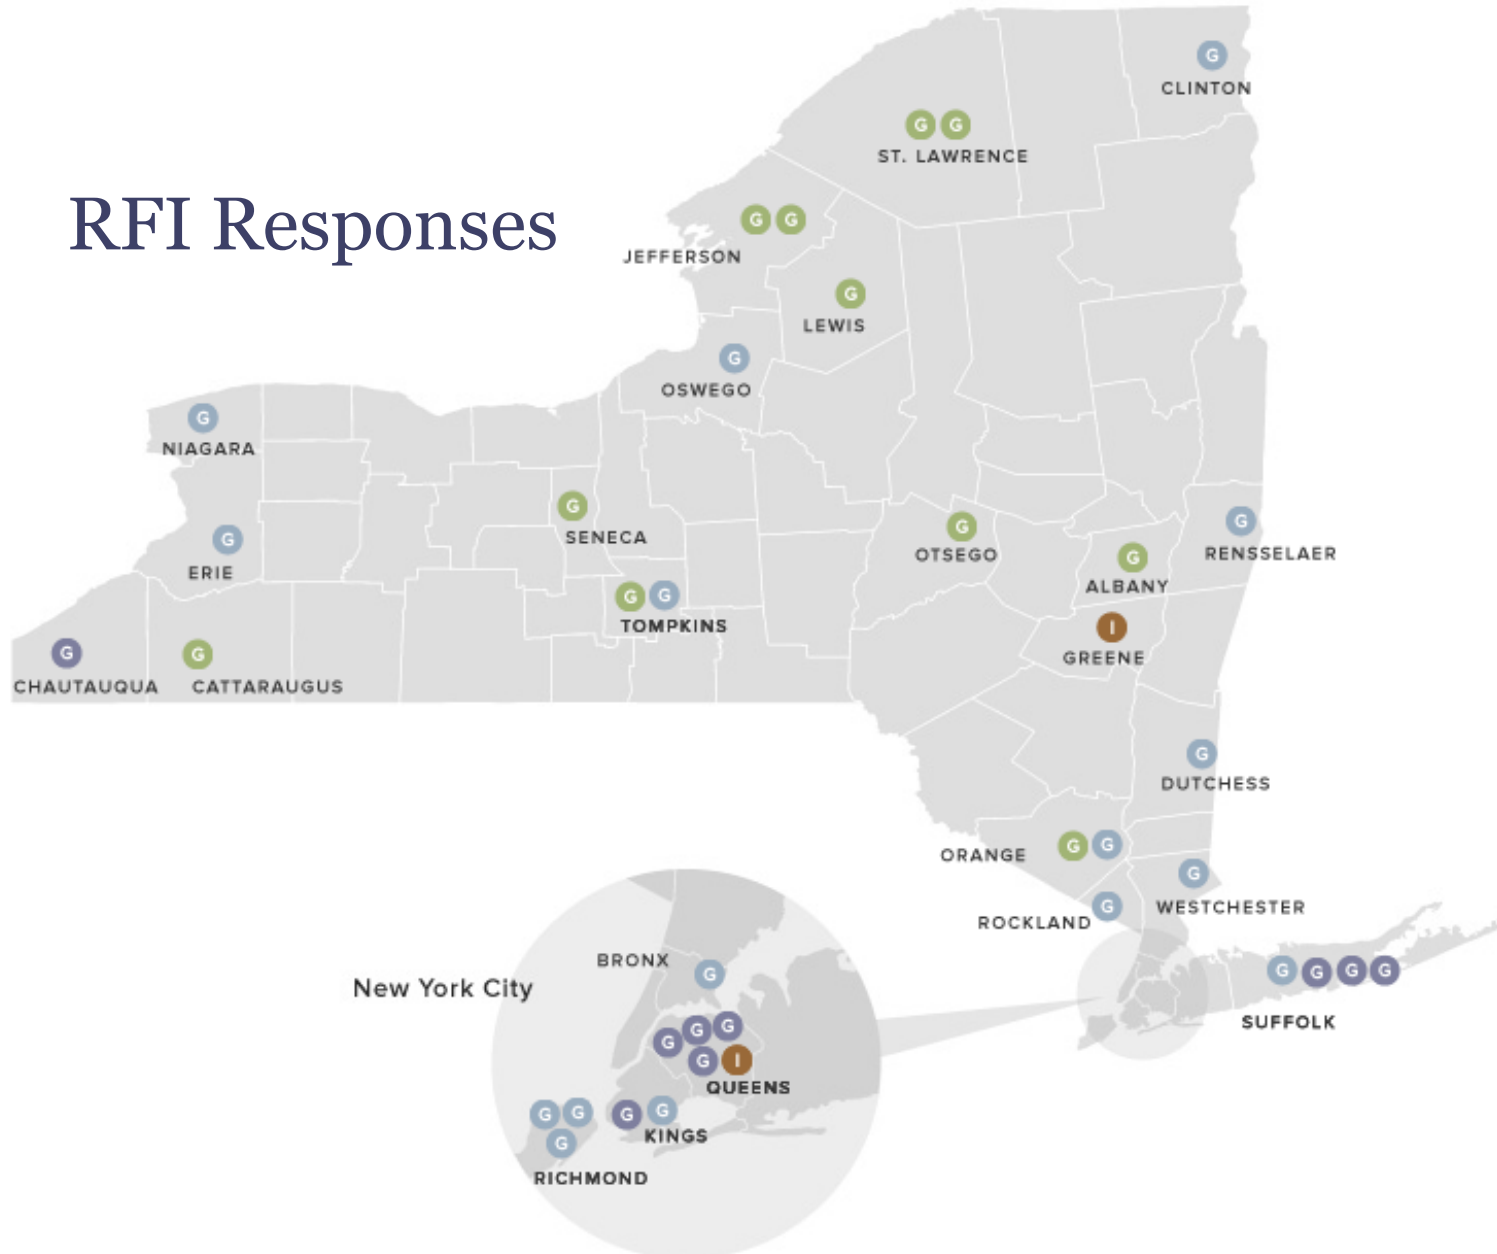 G
CLINTON
G G
ST. LAWRENCE
RFI Responses
G G
JEFFERSON
G
LEWIS
G
OSWEGO
G
NIAGARA
G
SENECA
G
OTSEGO
G
RENSSELAER
G
ERIE
G
ALBANY
G G
TOMPKINS
I
GREENE
G
CHAUTAUQUA
G
CATTARAUGUS
G
DUTCHESS
G G
ORANGE
G
WESTCHESTER
G
ROCKLAND
New York City
BRONX
G
G G G G
SUFFOLK
G G G
G I
QUEENS
G G
KINGS
G G
G
RICHMOND